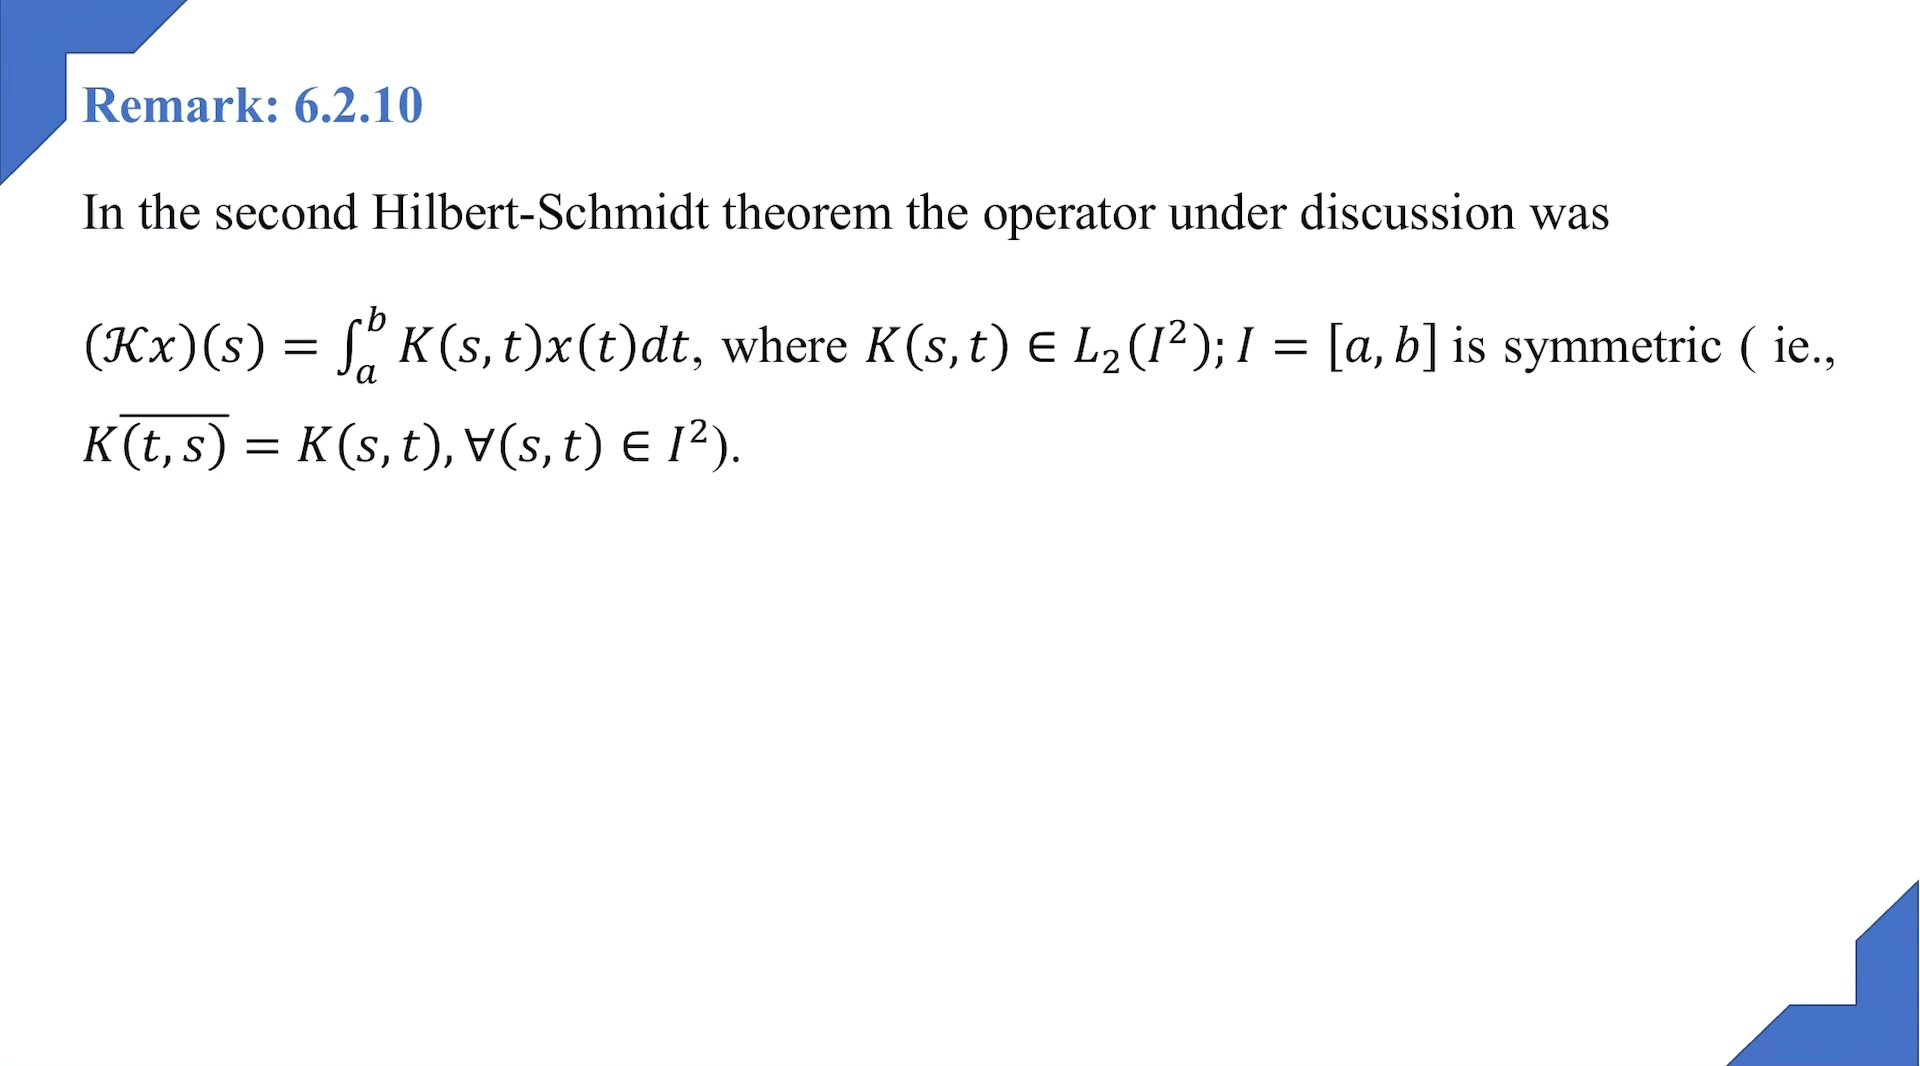 Remark: 6.2.10
In the second Hilbert-Schmidt theorem the operator under discussion was
(𝒦x)(s) = ∫ₐᵇ K(s, t)x(t)dt, where K(s, t) ∈ L₂(I²); I = [a, b] is symmetric ( ie.,
K\overline{(t, s)} = K(s, t), ∀(s, t) ∈ I²).